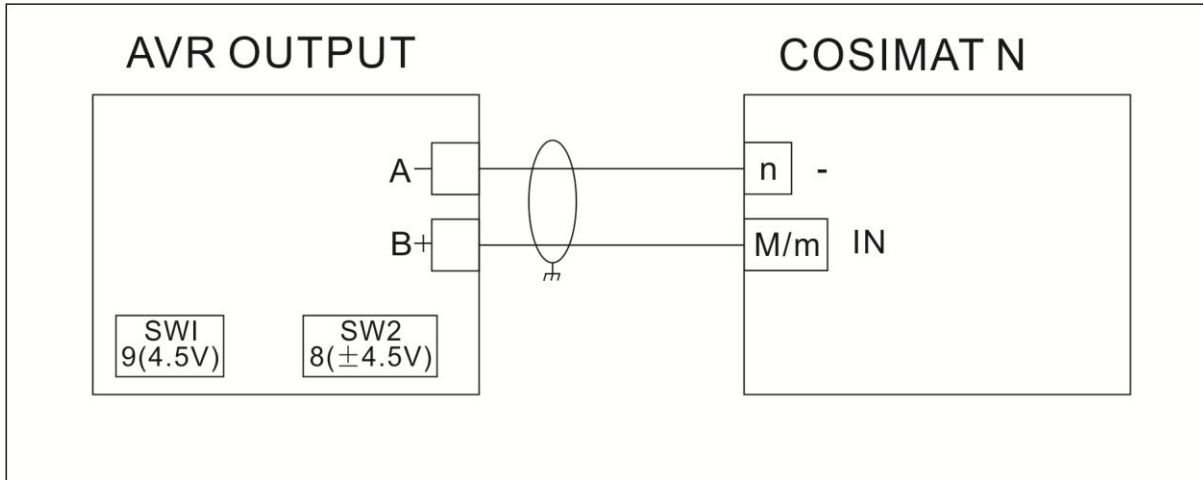 AVR OUTPUT
COSIMAT N
A−
n
-
B+
M/m
IN
SWI
9(4.5V)
SW2
8(±4.5V)